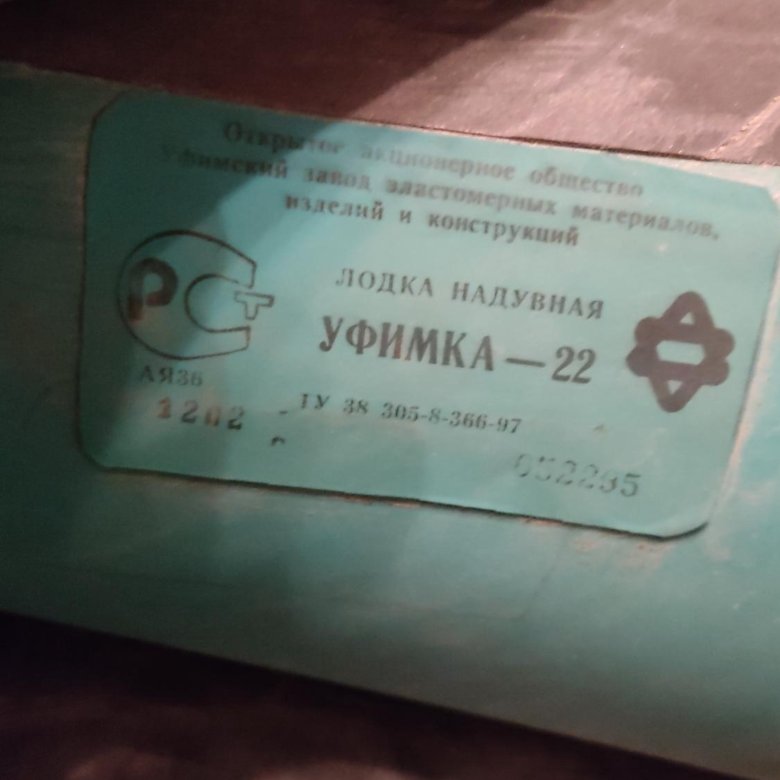 Открытое акционерное общество
Уфимский завод эластомерных материалов,
изделий и конструкций
РСТ
ЛОДКА НАДУВНАЯ
УФИМКА — 22
АЯ36
1202
ТУ 38 305-8-366-97